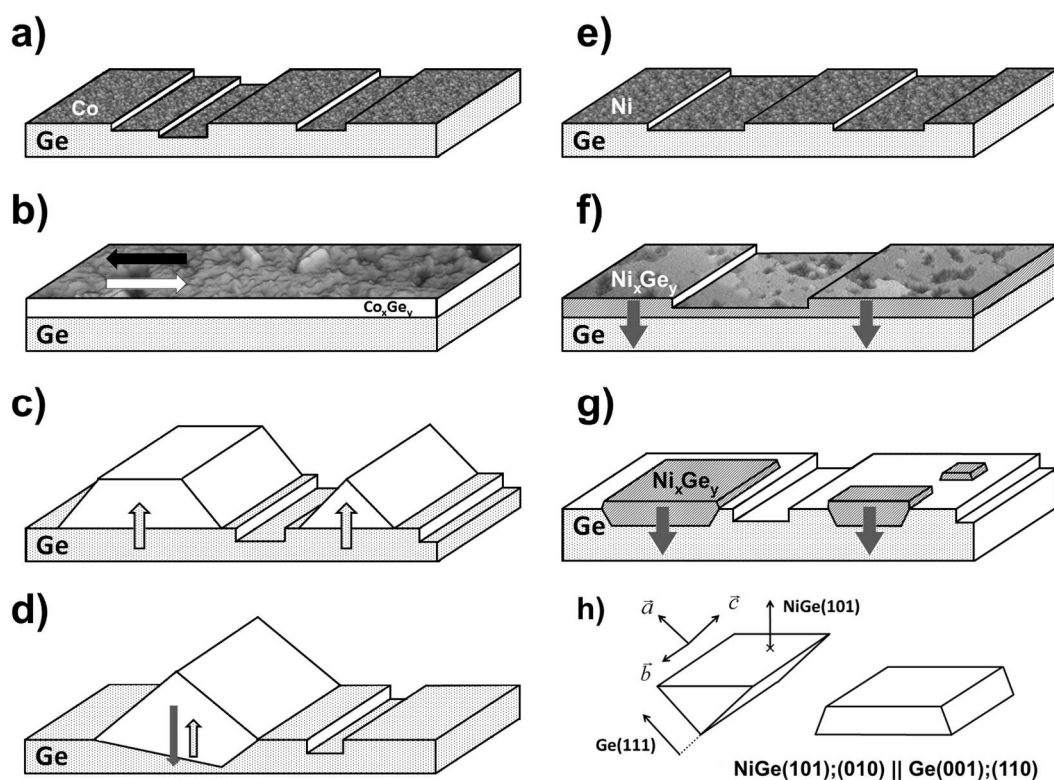 a)
Co
Ge
b)
CoxGey
Ge
c)
Ge
d)
e)
Ni
Ge
f)
NixGey
Ge
g)
NixGey
Ge
h)
NiGe(101)
a
c
b
Ge(111)
NiGe(101);(010) || Ge(001);(110)